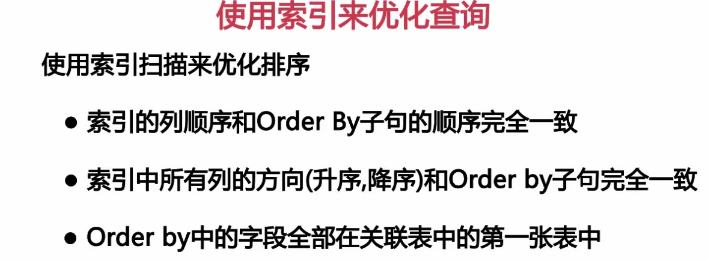 使用索引来优化查询
使用索引扫描来优化排序
● 索引的列顺序和Order By子句的顺序完全一致
● 索引中所有列的方向(升序,降序)和Order by子句完全一致
● Order by中的字段全部在关联表中的第一张表中